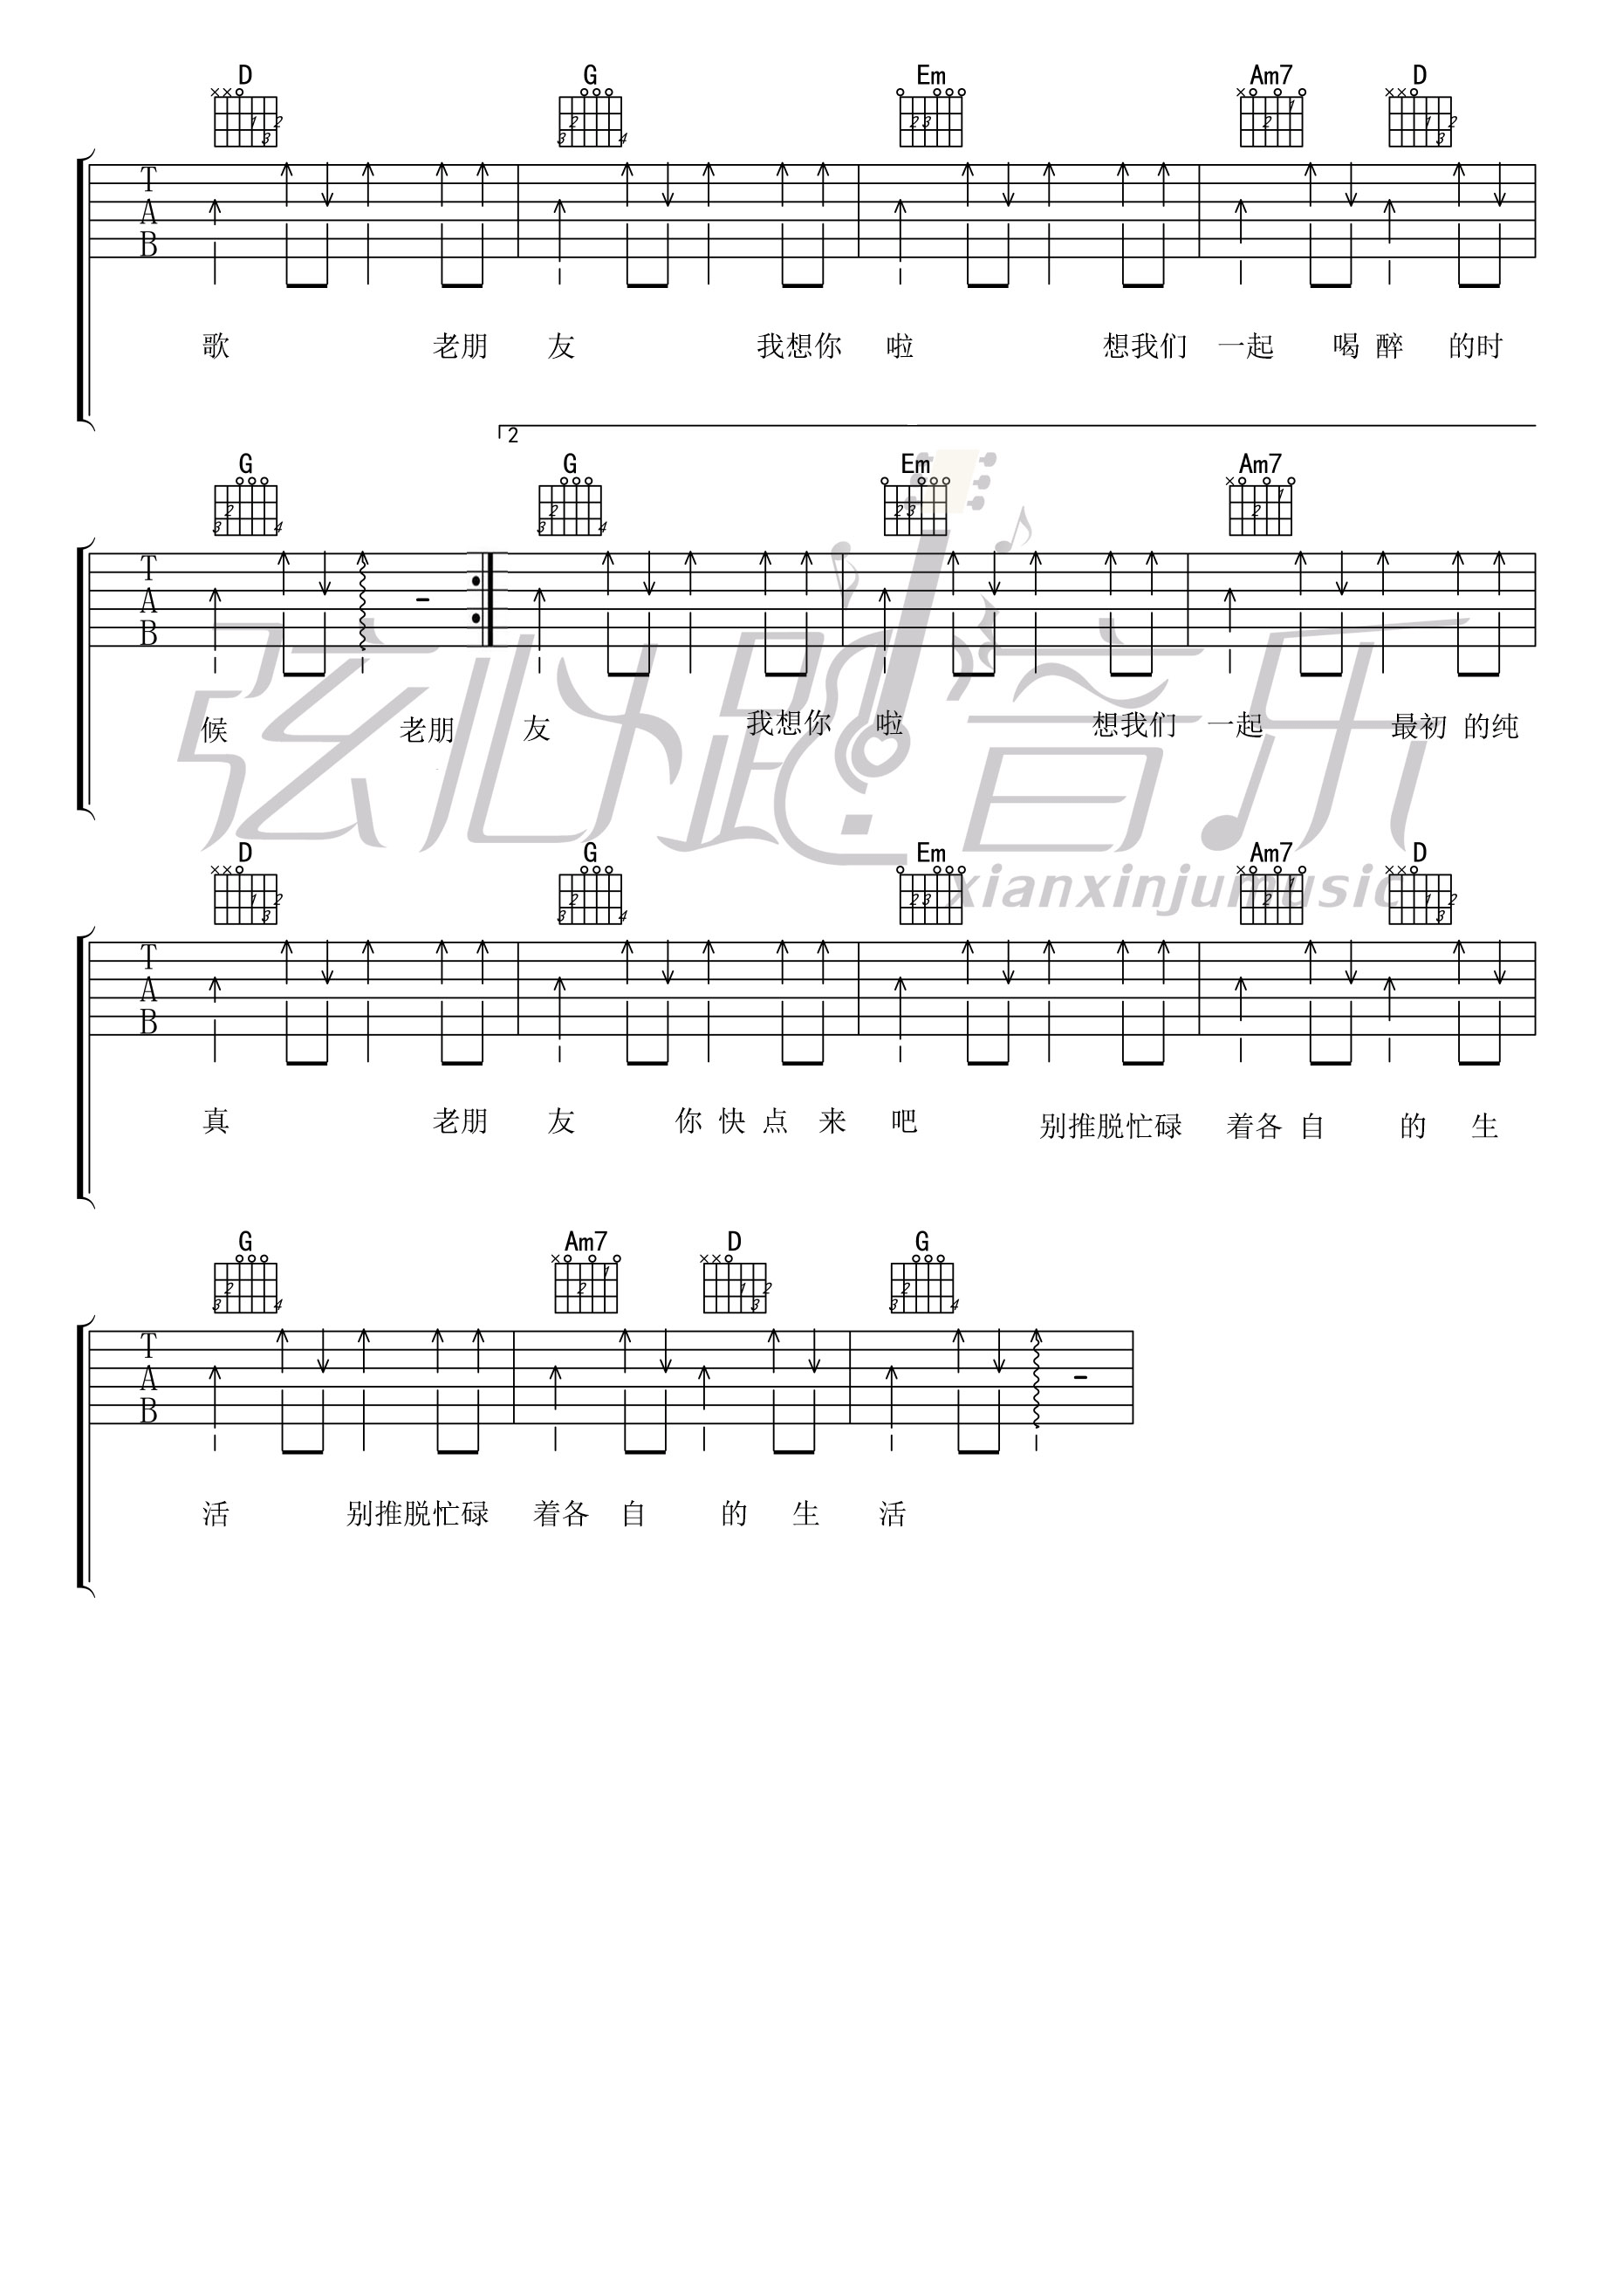 D G Em Am7 D
T
A
B
歌 老朋 友 我想你 啦 想我们 一起 喝 醉 的时
2
G G Em Am7
T
A
B
候 老朋 友 我想你 啦 想我们 一起 最初 的纯
弦心距音乐
xianxinjumusic
D G Em Am7 D
T
A
B
真 老朋 友 你 快 点 来 吧 别推脱忙碌 着各 自 的 生
G Am7 D G
T
A
B
活 别推脱忙碌 着各 自 的 生 活